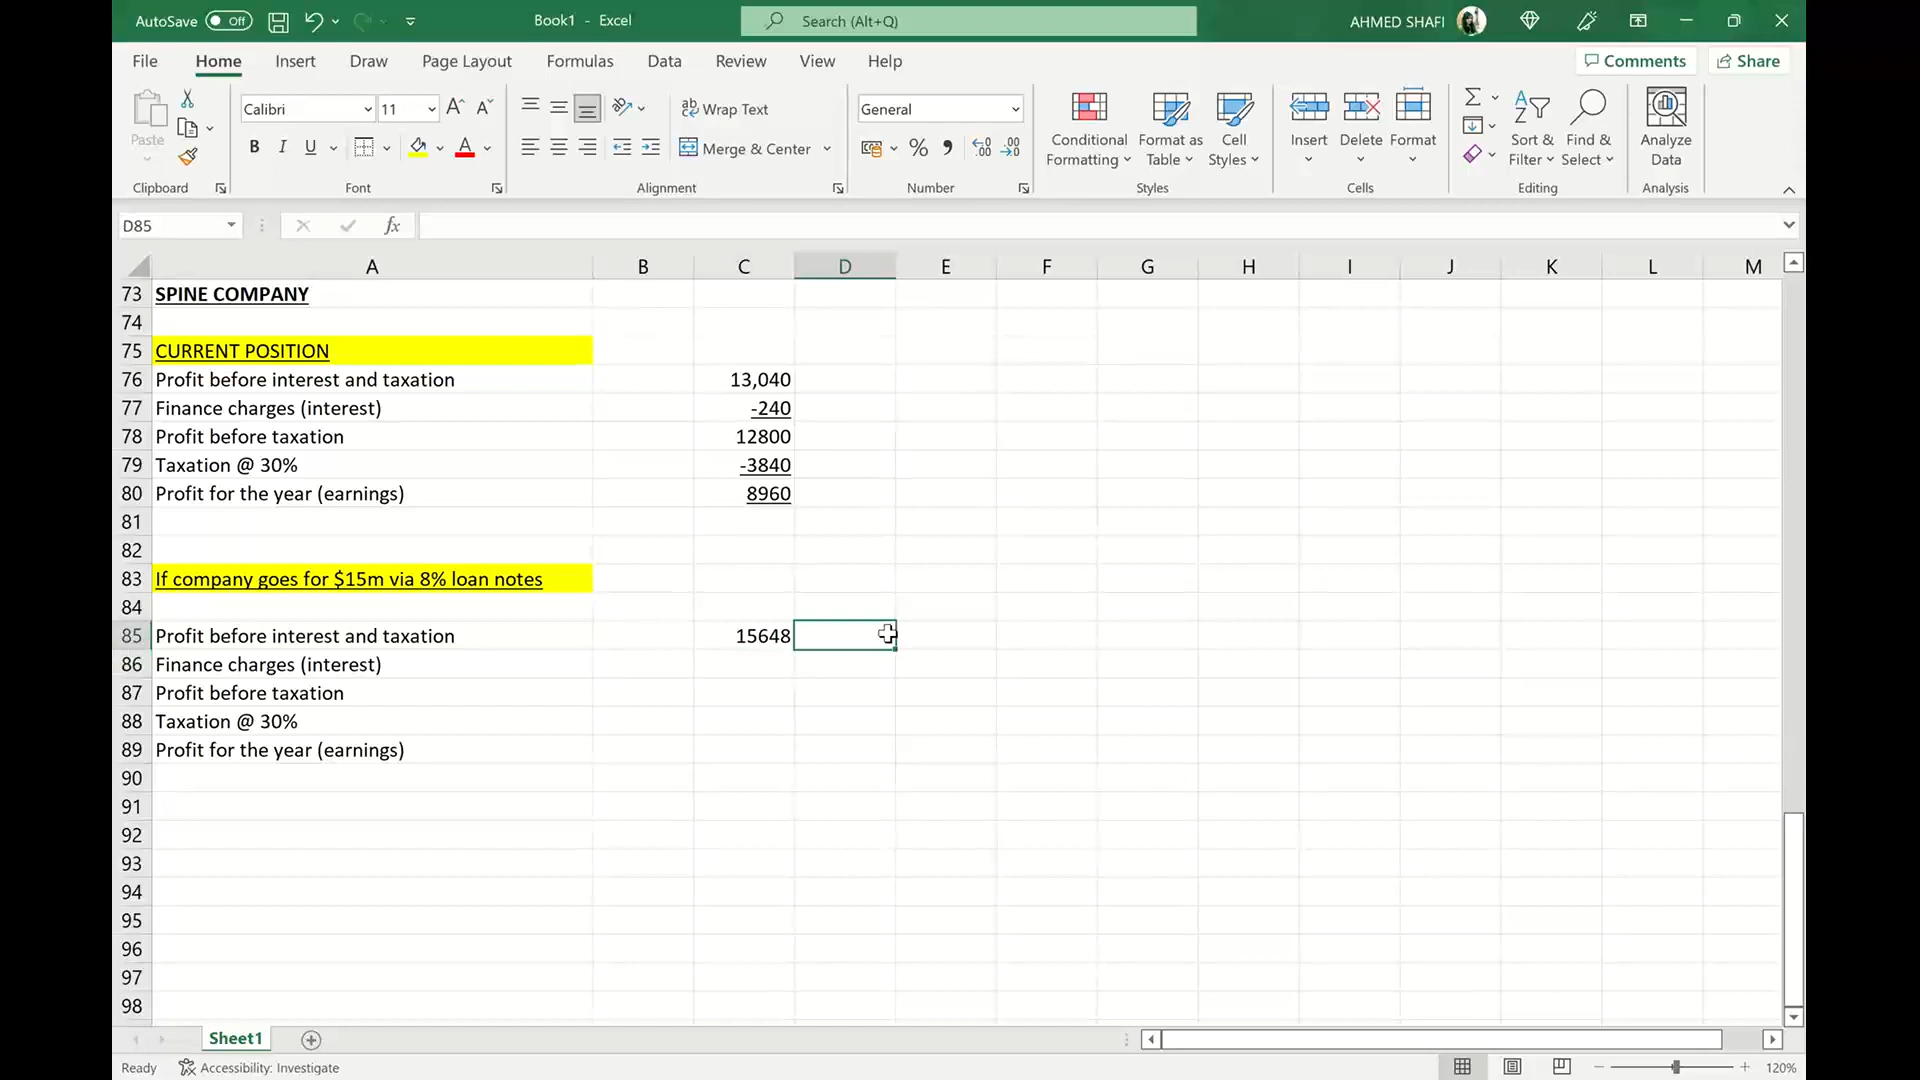 AutoSave Off Book1 - Excel Search (Alt+Q) AHMED SHAFI
File Home Insert Draw Page Layout Formulas Data Review View Help Comments Share
Paste Calibri 11 Wrap Text General Conditional Formatting Format as Table Cell Styles Insert Delete Format Sort & Filter Find & Select Analyze Data
B I U A Merge & Center % 9
Clipboard Font Alignment Number Styles Cells Editing Analysis
D85 fx
A B C D E F G H I J K L M
73 SPINE COMPANY
74
75 CURRENT POSITION
76 Profit before interest and taxation 13,040
77 Finance charges (interest) -240
78 Profit before taxation 12800
79 Taxation @ 30% -3840
80 Profit for the year (earnings) 8960
81
82
83 If company goes for $15m via 8% loan notes
84
85 Profit before interest and taxation 15648
86 Finance charges (interest)
87 Profit before taxation
88 Taxation @ 30%
89 Profit for the year (earnings)
90
91
92
93
94
95
96
97
98
Sheet1
Ready Accessibility: Investigate 120%